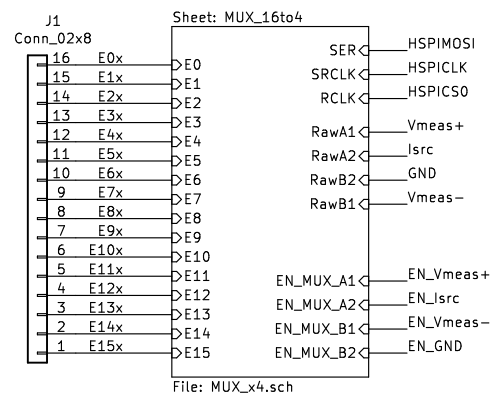 J1
Conn_02x8
Sheet: MUX_16to4
16 E0x E0
15 E1x E1
14 E2x E2
13 E3x E3
12 E4x E4
11 E5x E5
10 E6x E6
9 E7x E7
8 E8x E8
7 E9x E9
6 E10x E10
5 E11x E11
4 E12x E12
3 E13x E13
2 E14x E14
1 E15x E15
SER HSPIMOSI
SRCLK HSPICLK
RCLK HSPICS0
RawA1 Vmeas+
RawA2 Isrc
RawB2 GND
RawB1 Vmeas-
EN_MUX_A1 EN_Vmeas+
EN_MUX_A2 EN_Isrc
EN_MUX_B1 EN_Vmeas-
EN_MUX_B2 EN_GND
File: MUX_x4.sch